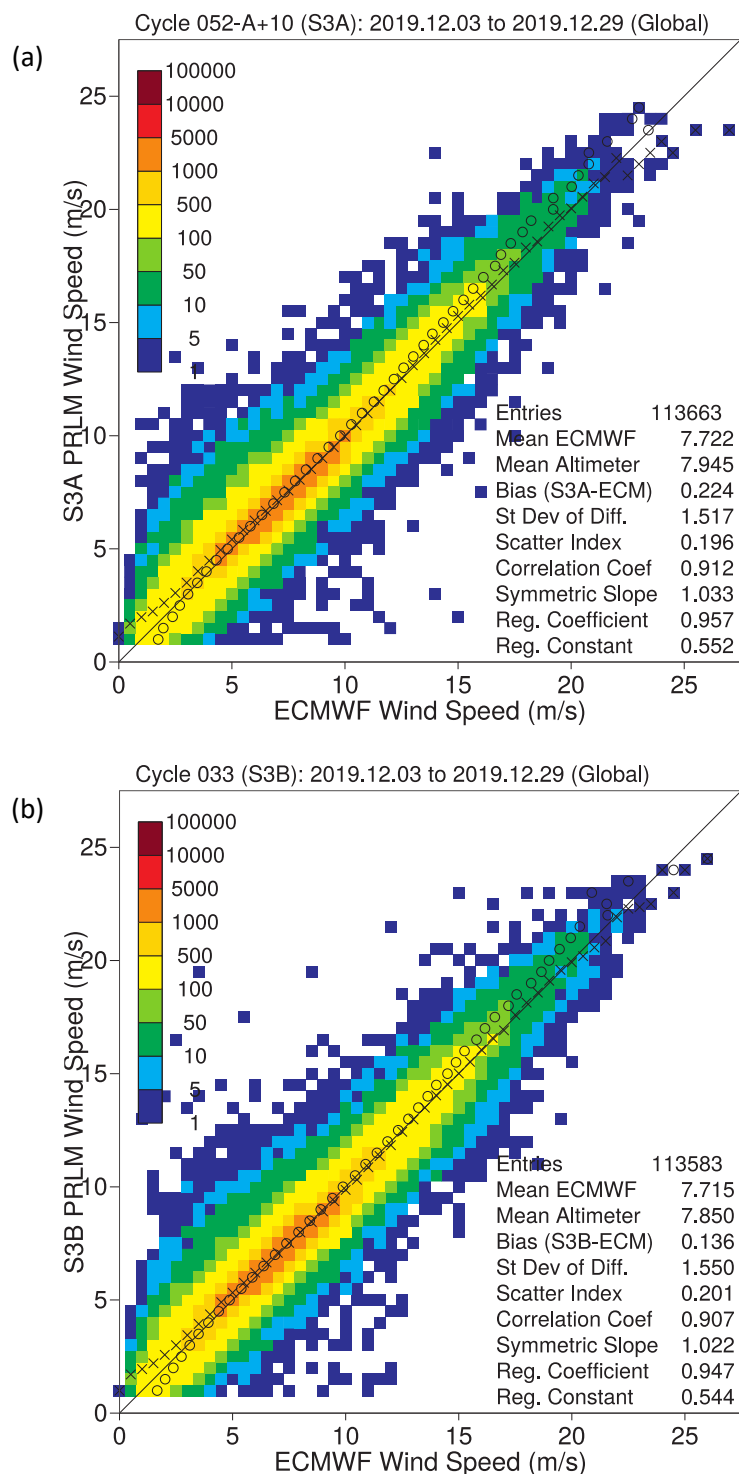 Cycle 052-A+10 (S3A): 2019.12.03 to 2019.12.29 (Global)
(a)
100000
10000
5000
1000
500
100
50
10
5
1
25
20
15
10
5
0
S3A PRLM Wind Speed (m/s)
Entries 113663
Mean ECMWF 7.722
Mean Altimeter 7.945
Bias (S3A-ECM) 0.224
St Dev of Diff. 1.517
Scatter Index 0.196
Correlation Coef 0.912
Symmetric Slope 1.033
Reg. Coefficient 0.957
Reg. Constant 0.552
0 5 10 15 20 25
ECMWF Wind Speed (m/s)
Cycle 033 (S3B): 2019.12.03 to 2019.12.29 (Global)
(b)
100000
10000
5000
1000
500
100
50
10
5
1
25
20
15
10
5
0
S3B PRLM Wind Speed (m/s)
Entries 113583
Mean ECMWF 7.715
Mean Altimeter 7.850
Bias (S3B-ECM) 0.136
St Dev of Diff. 1.550
Scatter Index 0.201
Correlation Coef 0.907
Symmetric Slope 1.022
Reg. Coefficient 0.947
Reg. Constant 0.544
0 5 10 15 20 25
ECMWF Wind Speed (m/s)